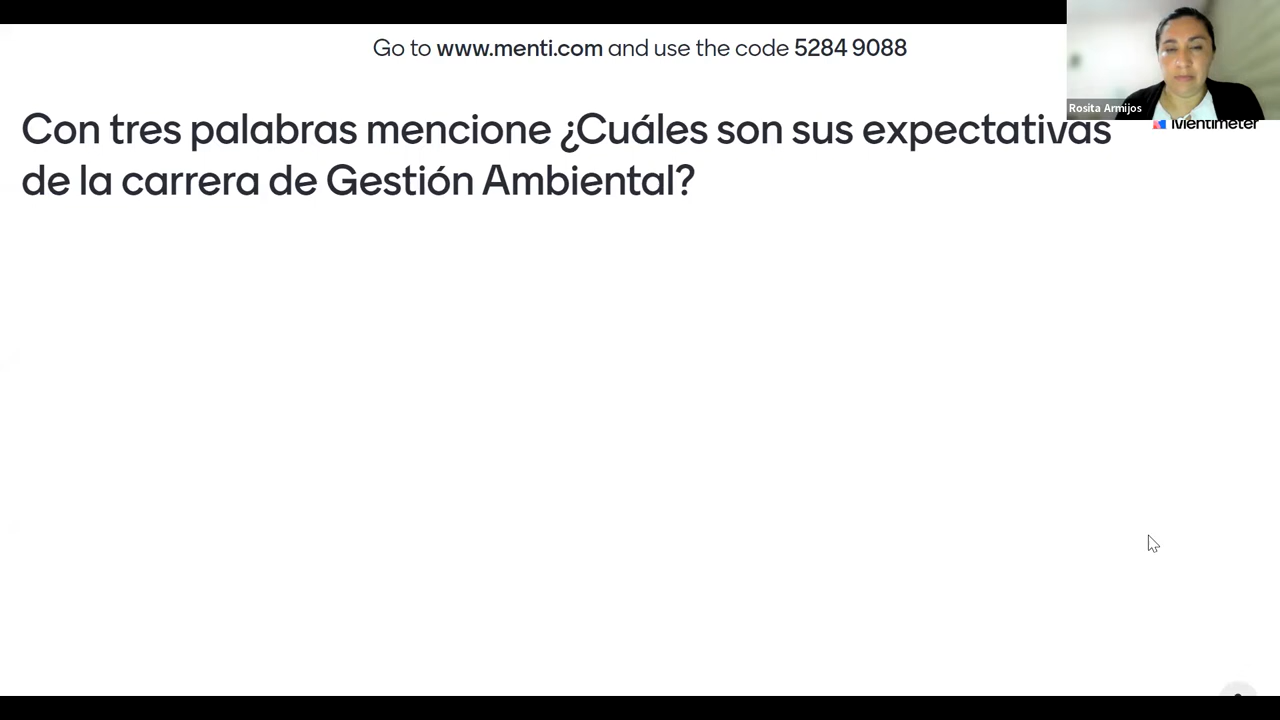 Go to www.menti.com and use the code 5284 9088
Rosita Armijos
Mentimeter
Con tres palabras mencione ¿Cuáles son sus expectativas
de la carrera de Gestión Ambiental?